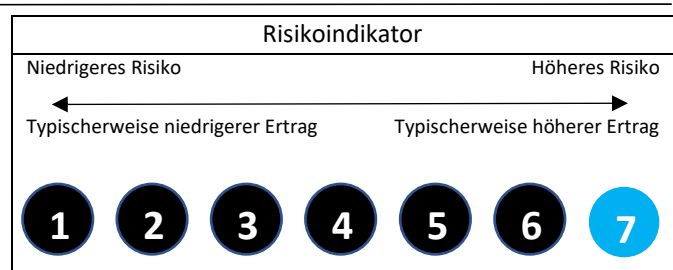 Risikoindikator
Niedrigeres Risiko Höheres Risiko
Typischerweise niedrigerer Ertrag Typischerweise höherer Ertrag
1 2 3 4 5 6 7